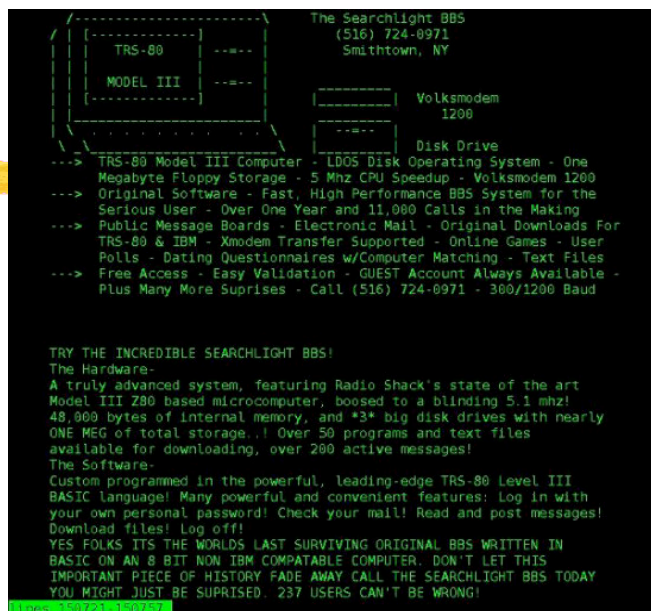 The Searchlight BBS
(516) 724-0971
Smithtown, NY
TRS-80
MODEL III
Volksmodem
1200
Disk Drive
---> TRS-80 Model III Computer - LDOS Disk Operating System - One
Megabyte Floppy Storage - 5 Mhz CPU Speedup - Volksmodem 1200
---> Original Software - Fast, High Performance BBS System for the
Serious User - Over One Year and 11,000 Calls in the Making
---> Public Message Boards - Electronic Mail - Original Downloads For
TRS-80 & IBM - Xmodem Transfer Supported - Online Games - User
Polls - Dating Questionnaires w/Computer Matching - Text Files
---> Free Access - Easy Validation - GUEST Account Always Available -
Plus Many More Suprises - Call (516) 724-0971 - 300/1200 Baud
TRY THE INCREDIBLE SEARCHLIGHT BBS!
The Hardware-
A truly advanced system, featuring Radio Shack's state of the art
Model III Z80 based microcomputer, boosed to a blinding 5.1 mhz!
48,000 bytes of internal memory, and *3* big disk drives with nearly
ONE MEG of total storage..! Over 50 programs and text files
available for downloading, over 200 active messages!
The Software-
Custom programmed in the powerful, leading-edge TRS-80 Level III
BASIC language! Many powerful and convenient features: Log in with
your own personal password! Check your mail! Read and post messages!
Download files! Log off!
YES FOLKS ITS THE WORLDS LAST SURVIVING ORIGINAL BBS WRITTEN IN
BASIC ON AN 8 BIT NON IBM COMPATABLE COMPUTER. DON'T LET THIS
IMPORTANT PIECE OF HISTORY FADE AWAY CALL THE SEARCHLIGHT BBS TODAY
YOU MIGHT JUST BE SUPRISED. 237 USERS CAN'T BE WRONG!
lines 150721-150757